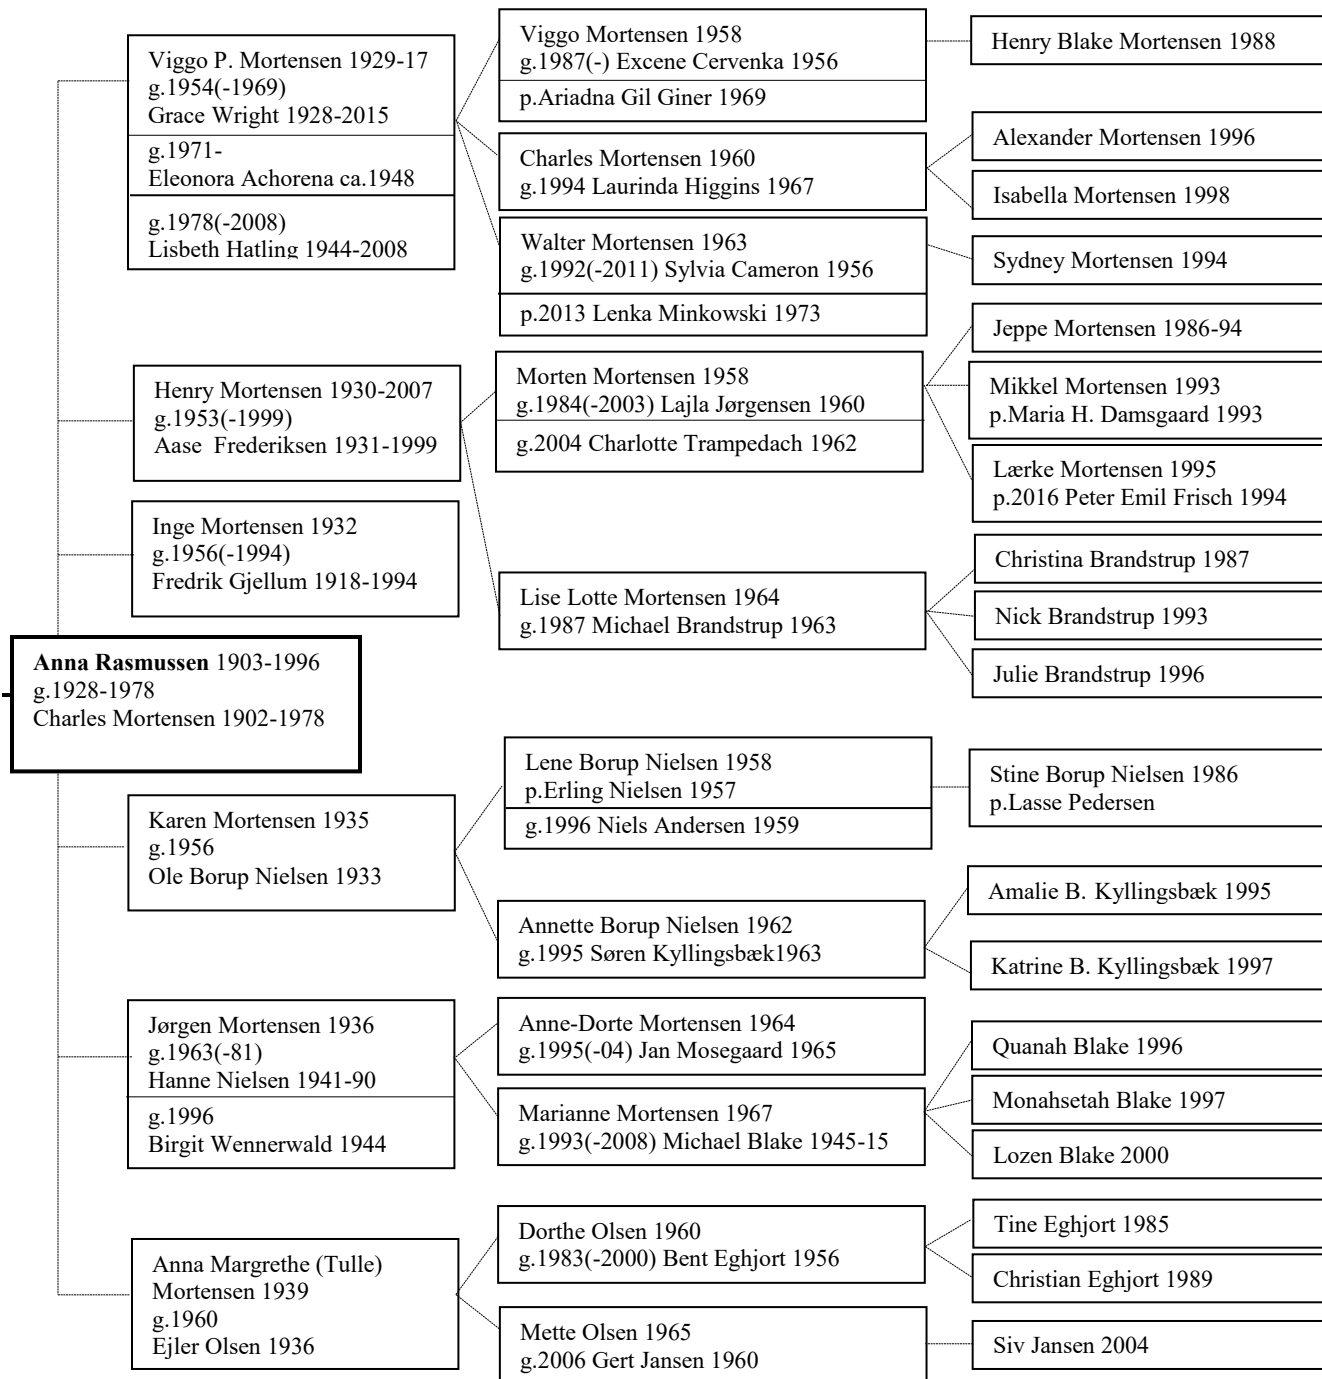 Viggo P. Mortensen 1929-17
g.1954(-1969)
Grace Wright 1928-2015
g.1971-
Eleonora Achorena ca.1948
g.1978(-2008)
Lisbeth Hatling 1944-2008
Henry Mortensen 1930-2007
g.1953(-1999)
Aase Frederiksen 1931-1999
Inge Mortensen 1932
g.1956(-1994)
Fredrik Gjellum 1918-1994
Anna Rasmussen 1903-1996
g.1928-1978
Charles Mortensen 1902-1978
Karen Mortensen 1935
g.1956
Ole Borup Nielsen 1933
Jørgen Mortensen 1936
g.1963(-81)
Hanne Nielsen 1941-90
g.1996
Birgit Wennerwald 1944
Anna Margrethe (Tulle)
Mortensen 1939
g.1960
Ejler Olsen 1936
Viggo Mortensen 1958
g.1987(-) Excene Cervenka 1956
p.Ariadna Gil Giner 1969
Charles Mortensen 1960
g.1994 Laurinda Higgins 1967
Walter Mortensen 1963
g.1992(-2011) Sylvia Cameron 1956
p.2013 Lenka Minkowski 1973
Morten Mortensen 1958
g.1984(-2003) Lajla Jørgensen 1960
g.2004 Charlotte Trampedach 1962
Lise Lotte Mortensen 1964
g.1987 Michael Brandstrup 1963
Lene Borup Nielsen 1958
p.Erling Nielsen 1957
g.1996 Niels Andersen 1959
Annette Borup Nielsen 1962
g.1995 Søren Kyllingsbæk1963
Anne-Dorte Mortensen 1964
g.1995(-04) Jan Mosegaard 1965
Marianne Mortensen 1967
g.1993(-2008) Michael Blake 1945-15
Dorthe Olsen 1960
g.1983(-2000) Bent Eghjort 1956
Mette Olsen 1965
g.2006 Gert Jansen 1960
Henry Blake Mortensen 1988
Alexander Mortensen 1996
Isabella Mortensen 1998
Sydney Mortensen 1994
Jeppe Mortensen 1986-94
Mikkel Mortensen 1993
p.Maria H. Damsgaard 1993
Lærke Mortensen 1995
p.2016 Peter Emil Frisch 1994
Christina Brandstrup 1987
Nick Brandstrup 1993
Julie Brandstrup 1996
Stine Borup Nielsen 1986
p.Lasse Pedersen
Amalie B. Kyllingsbæk 1995
Katrine B. Kyllingsbæk 1997
Quanah Blake 1996
Monahsetah Blake 1997
Lozen Blake 2000
Tine Eghjort 1985
Christian Eghjort 1989
Siv Jansen 2004